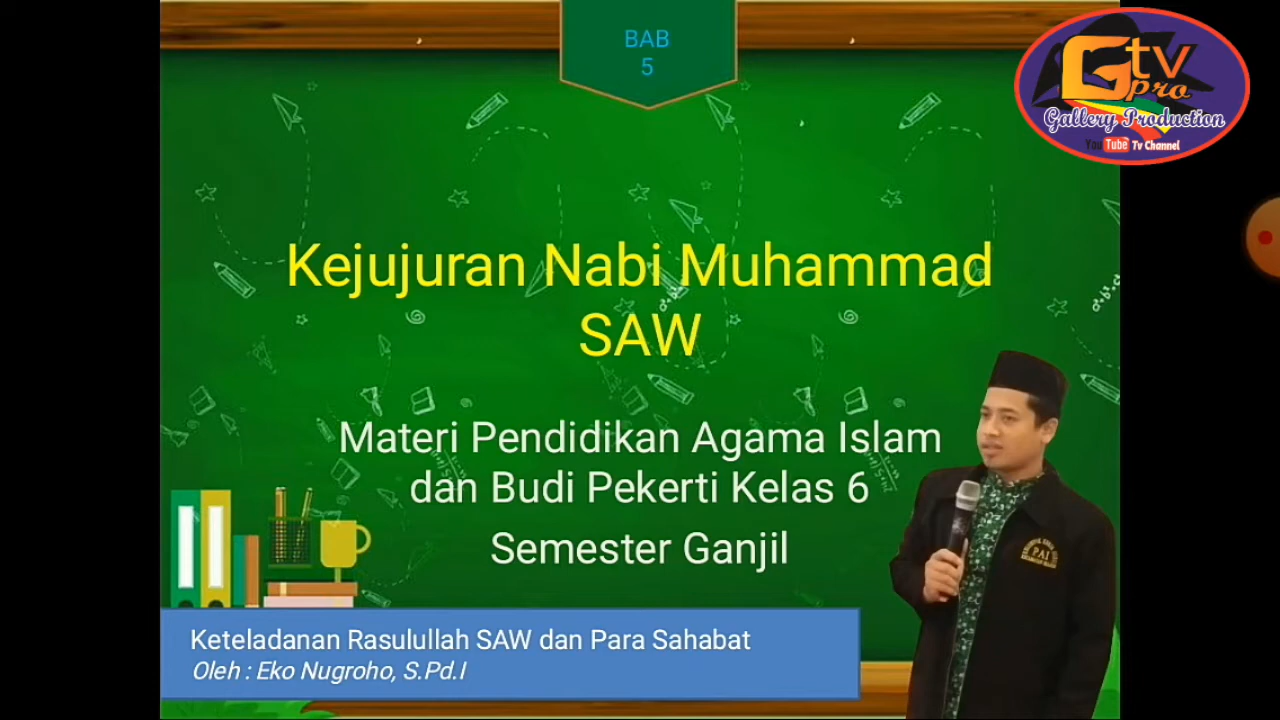 BAB
5
Gtv
pro
Gallery Production
YouTube Tv Channel
Kejujuran Nabi Muhammad
SAW
Materi Pendidikan Agama Islam
dan Budi Pekerti Kelas 6
Semester Ganjil
PAI
Keteladanan Rasulullah SAW dan Para Sahabat
Oleh : Eko Nugroho, S.Pd.I